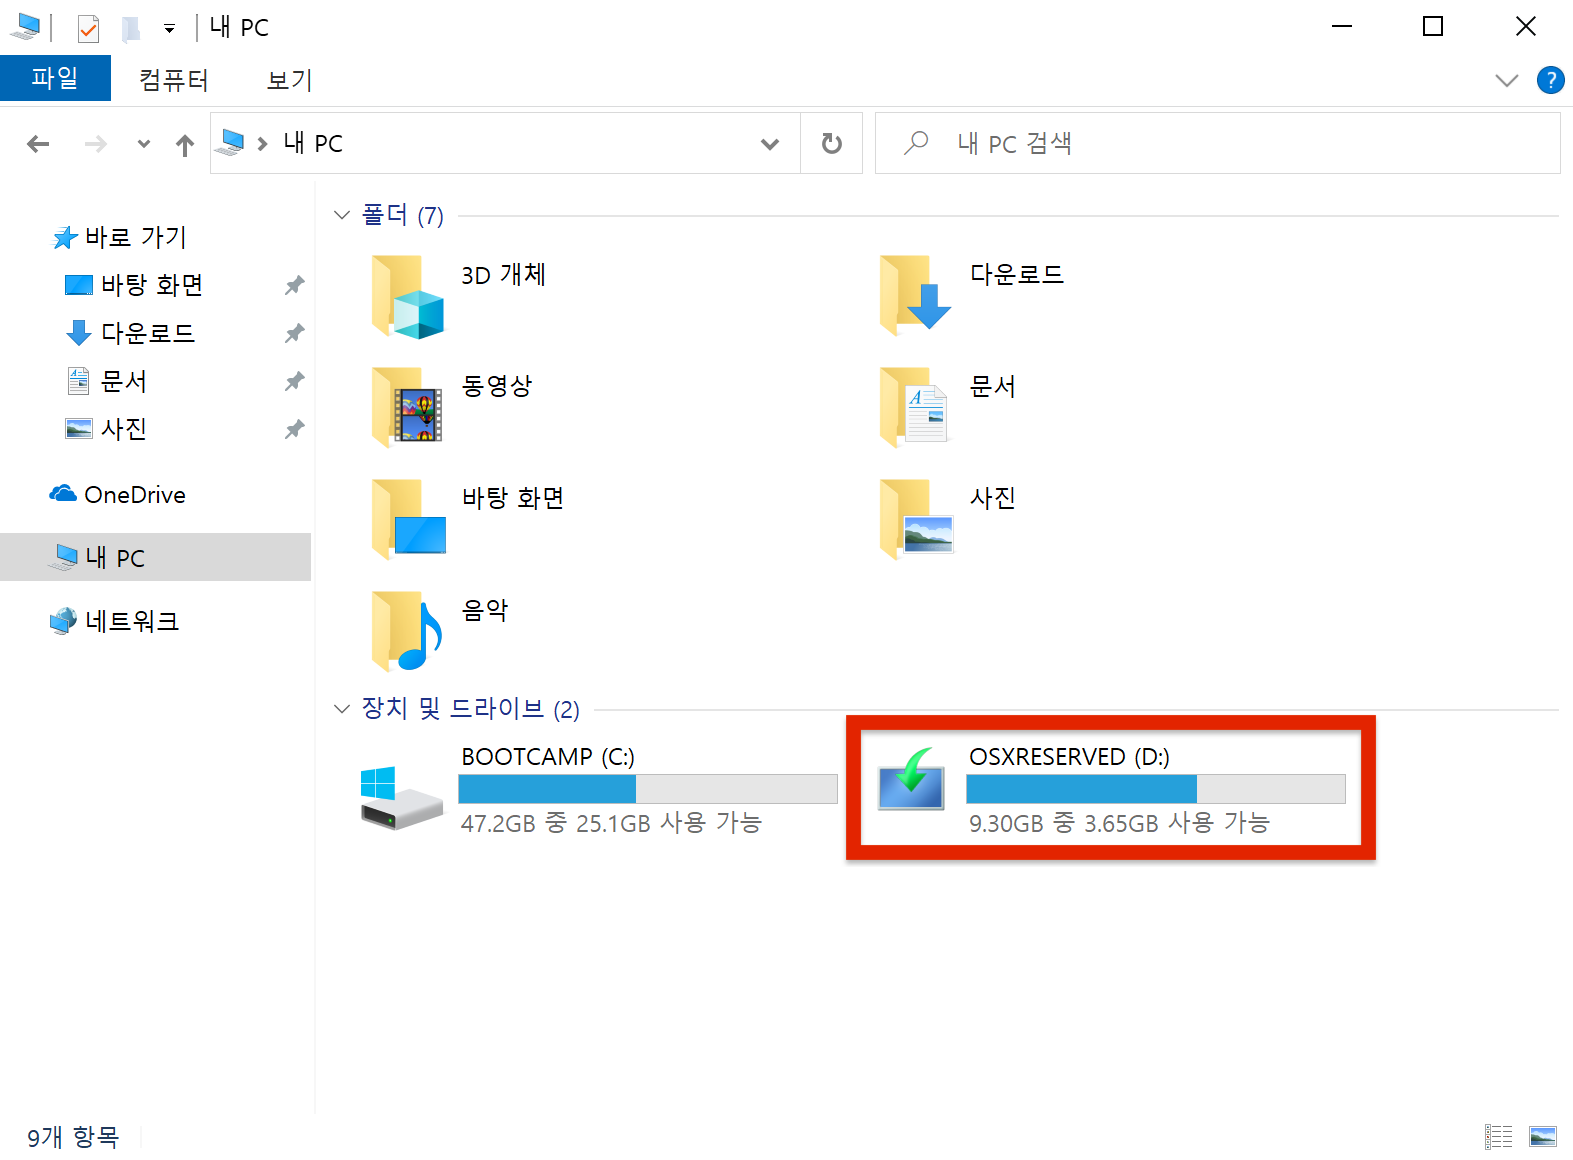 내 PC
파일 컴퓨터 보기
?
내 PC
내 PC 검색
바로 가기
바탕 화면
다운로드
문서
사진
OneDrive
내 PC
네트워크
폴더 (7)
3D 개체
다운로드
동영상
문서
바탕 화면
사진
음악
장치 및 드라이브 (2)
BOOTCAMP (C:)
47.2GB 중 25.1GB 사용 가능
OSXRESERVED (D:)
9.30GB 중 3.65GB 사용 가능
9개 항목